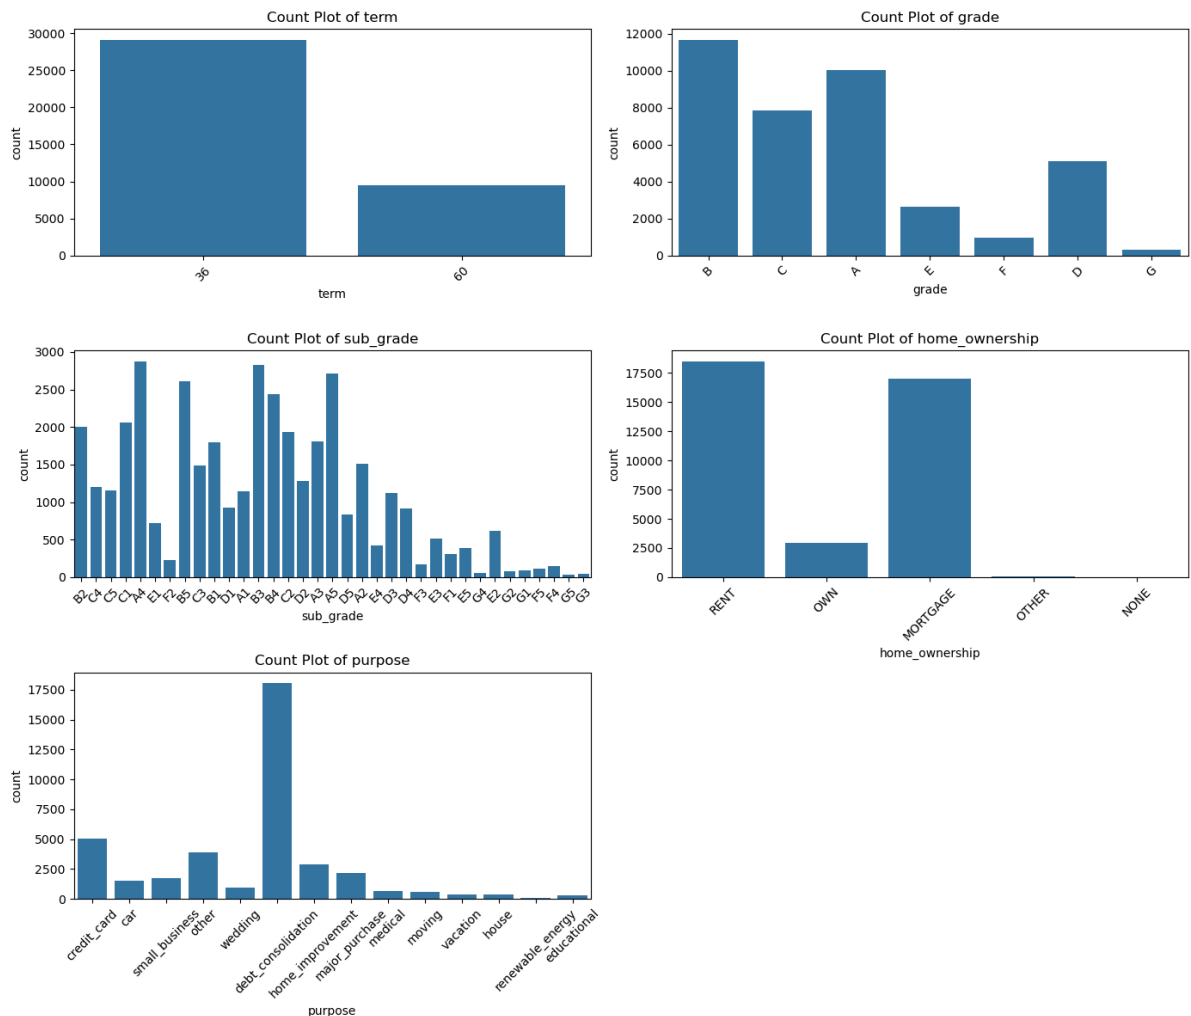 Count Plot of term
30000
25000
20000
15000
10000
5000
0
count
36
60
term
Count Plot of grade
12000
10000
8000
6000
4000
2000
0
count
B
C
A
E
F
D
G
grade
Count Plot of sub_grade
3000
2500
2000
1500
1000
500
0
count
B2
C4
C5
C1
A4
E1
F2
B5
C3
B1
D1
A1
B3
B4
C2
D2
A3
A5
D5
A2
E4
D3
D4
F3
E3
F1
E5
G4
E2
G2
G1
F5
F4
G5
G3
sub_grade
Count Plot of home_ownership
17500
15000
12500
10000
7500
5000
2500
0
count
RENT
OWN
MORTGAGE
OTHER
NONE
home_ownership
Count Plot of purpose
17500
15000
12500
10000
7500
5000
2500
0
count
credit_card
car
small_business
other
wedding
debt_consolidation
home_improvement
major_purchase
medical
moving
vacation
house
renewable_energy
educational
purpose